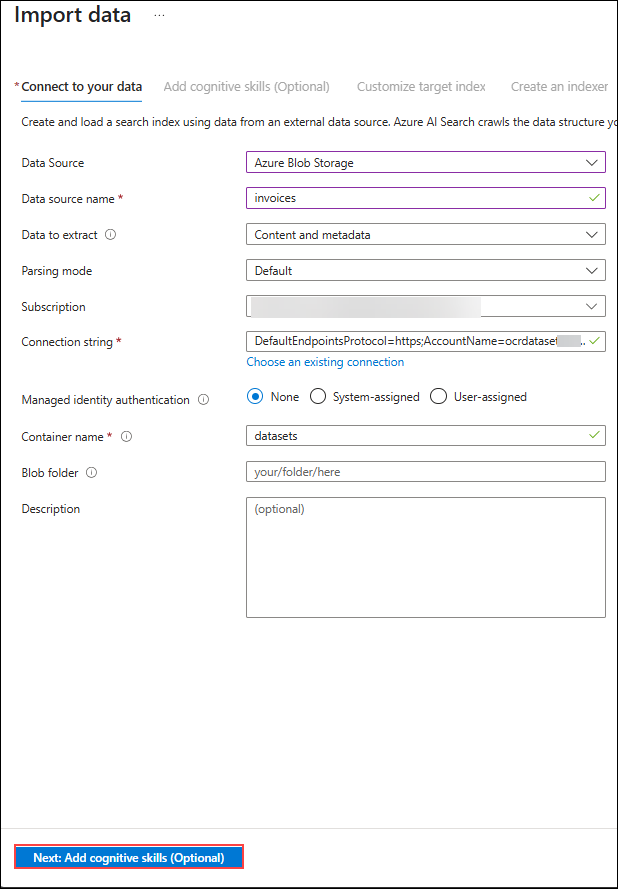 Import data ...
* Connect to your data Add cognitive skills (Optional) Customize target index Create an indexer
Create and load a search index using data from an external data source. Azure AI Search crawls the data structure
Data Source Azure Blob Storage
Data source name * invoices
Data to extract Content and metadata
Parsing mode Default
Subscription
Connection string * DefaultEndpointsProtocol=https;AccountName=ocrdataset ..
Choose an existing connection
Managed identity authentication None System-assigned User-assigned
Container name * datasets
Blob folder your/folder/here
Description (optional)
Next: Add cognitive skills (Optional)